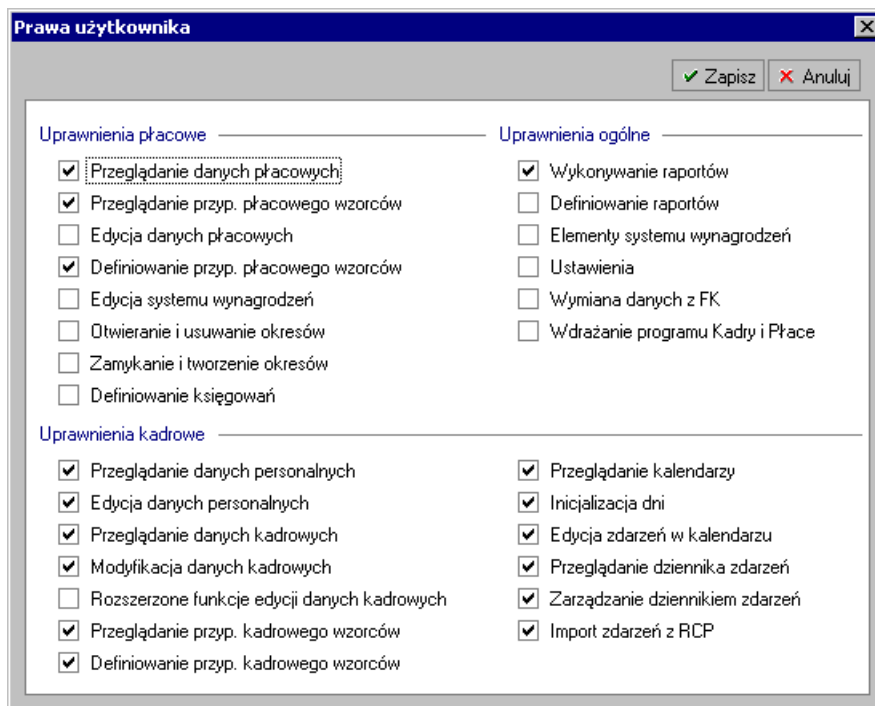 Prawa użytkownika
Zapisz
Anuluj
Uprawnienia płacowe
Przeglądanie danych płacowych
Przeglądanie przyp. płacowego wzorców
Edycja danych płacowych
Definiowanie przyp. płacowego wzorców
Edycja systemu wynagrodzeń
Otwieranie i usuwanie okresów
Zamykanie i tworzenie okresów
Definiowanie księgowań
Uprawnienia ogólne
Wykonywanie raportów
Definiowanie raportów
Elementy systemu wynagrodzeń
Ustawienia
Wymiana danych z FK
Wdrażanie programu Kadry i Płace
Uprawnienia kadrowe
Przeglądanie danych personalnych
Edycja danych personalnych
Przeglądanie danych kadrowych
Modyfikacja danych kadrowych
Rozszerzone funkcje edycji danych kadrowych
Przeglądanie przyp. kadrowego wzorców
Definiowanie przyp. kadrowego wzorców
Przeglądanie kalendarzy
Inicjalizacja dni
Edycja zdarzeń w kalendarzu
Przeglądanie dziennika zdarzeń
Zarządzanie dziennikiem zdarzeń
Import zdarzeń z RCP